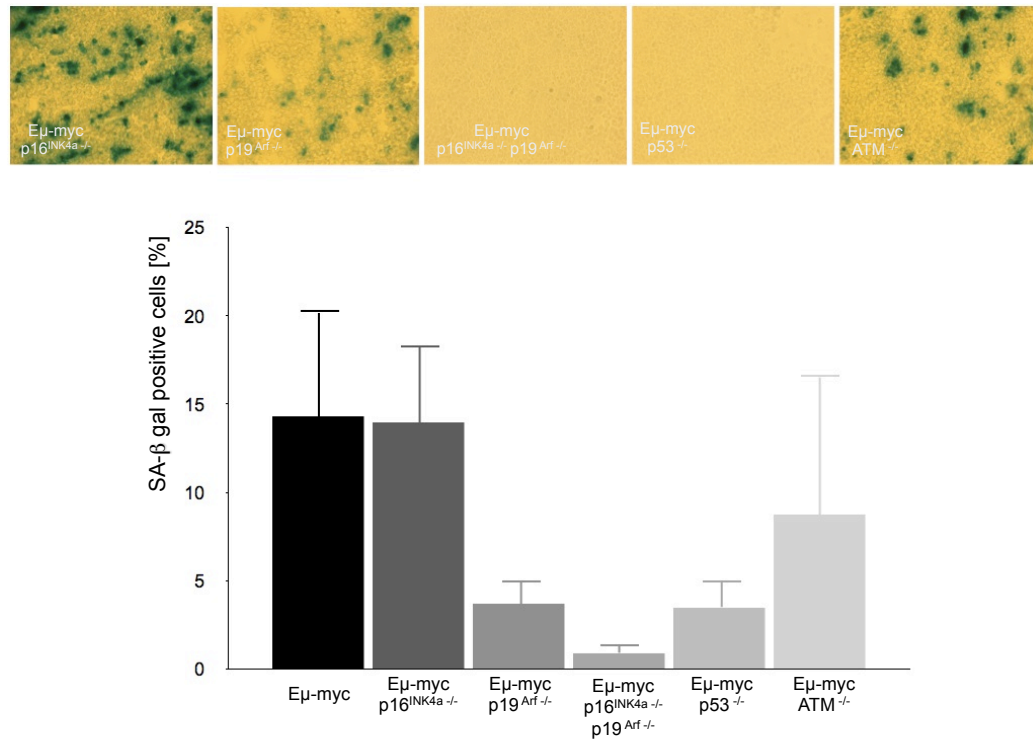 Eµ-myc
p16INK4a -/-
Eµ-myc
p19Arf -/-
Eµ-myc
p16INK4a -/- p19Arf -/-
Eµ-myc
p53-/-
Eµ-myc
ATM-/-
SA-β gal positive cells [%]
25
20
15
10
5
0
Eµ-myc
Eµ-myc
p16INK4a -/-
Eµ-myc
p19Arf -/-
Eµ-myc
p16INK4a -/-
p19Arf -/-
Eµ-myc
p53 -/-
Eµ-myc
ATM -/-